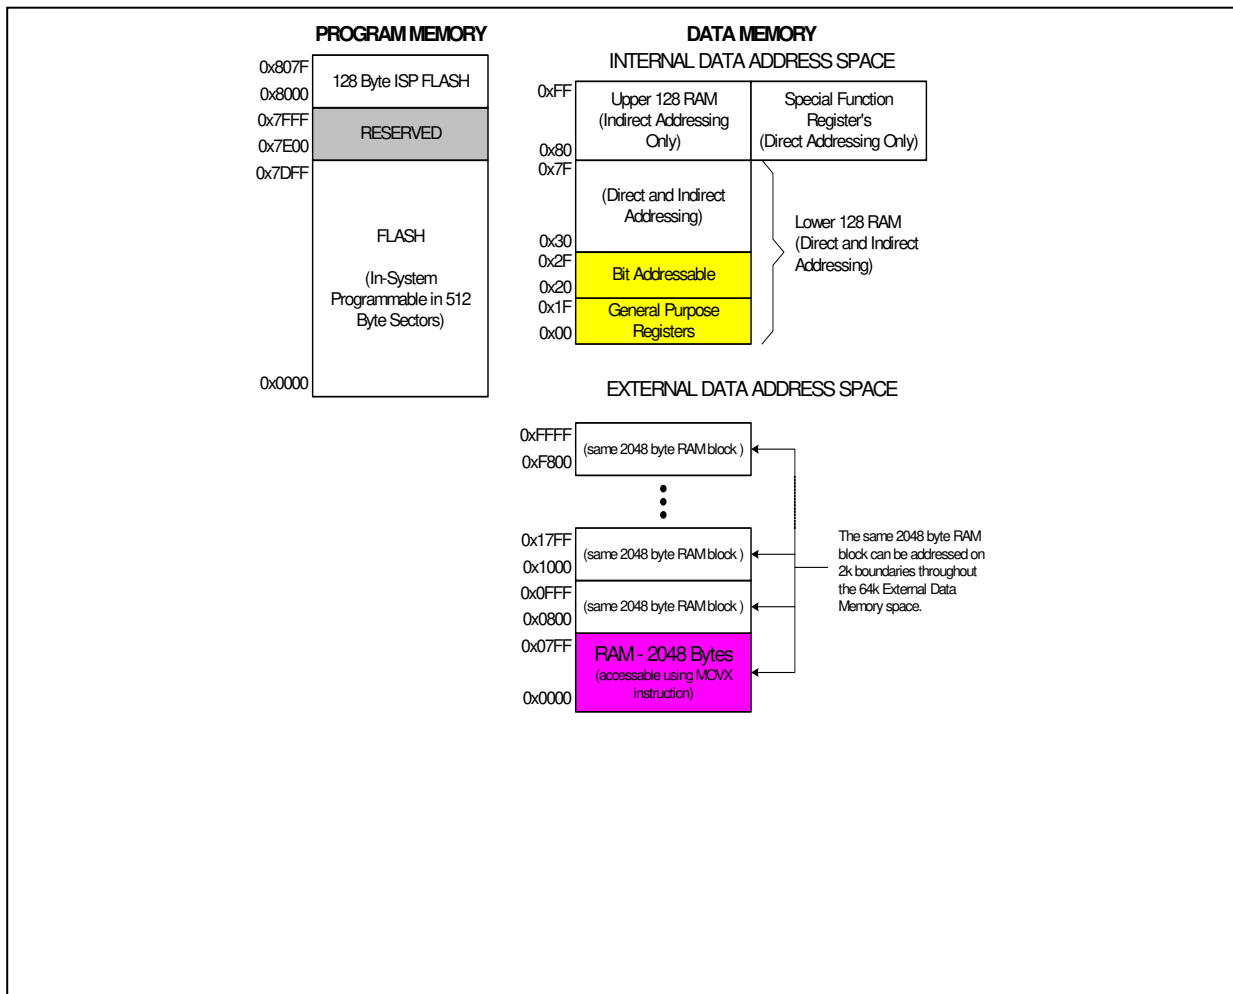 PROGRAM MEMORY
0x807F
0x8000
128 Byte ISP FLASH
0x7FFF
0x7E00
RESERVED
0x7DFF
FLASH
(In-System
Programmable in 512
Byte Sectors)
0x0000
DATA MEMORY
INTERNAL DATA ADDRESS SPACE
0xFF
Upper 128 RAM
(Indirect Addressing
Only)
0x80
Special Function
Register's
(Direct Addressing Only)
0x7F
(Direct and Indirect
Addressing)
0x30
Lower 128 RAM
(Direct and Indirect
Addressing)
0x2F
Bit Addressable
0x20
0x1F
General Purpose
Registers
0x00
EXTERNAL DATA ADDRESS SPACE
0xFFFF
(same 2048 byte RAM block )
0xF800
0x17FF
(same 2048 byte RAM block )
0x1000
0x0FFF
(same 2048 byte RAM block )
0x0800
0x07FF
RAM - 2048 Bytes
(accessable using MOVX
instruction)
0x0000
The same 2048 byte RAM
block can be addressed on
2k boundaries throughout
the 64k External Data
Memory space.